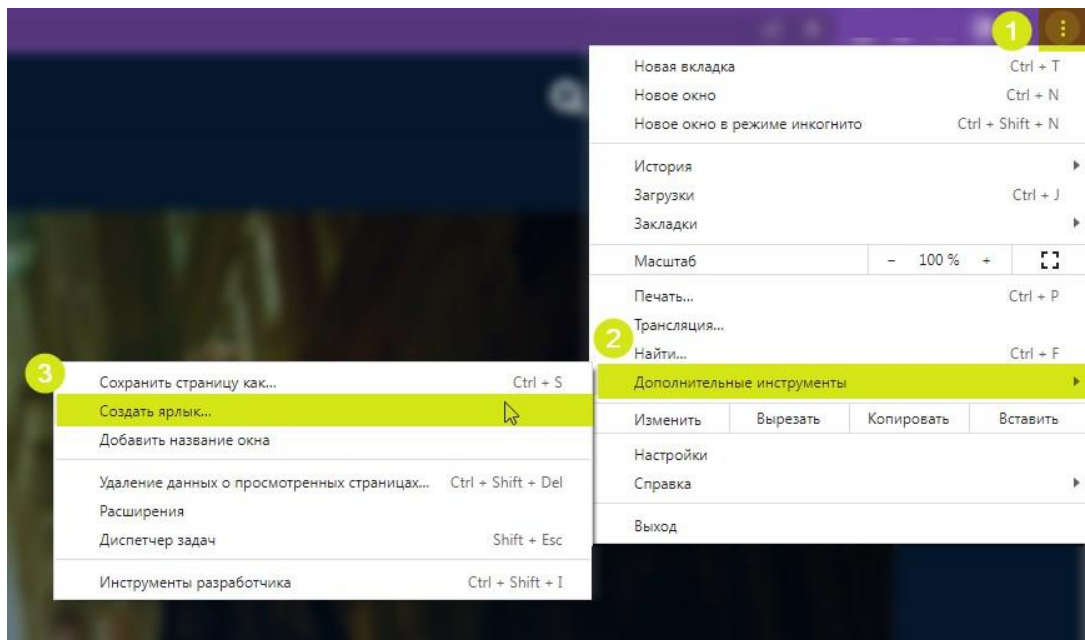 1
Новая вкладка Ctrl + T
Новое окно Ctrl + N
Новое окно в режиме инкогнито Ctrl + Shift + N
История
Загрузки Ctrl + J
Закладки
Масштаб - 100 % +
Печать... Ctrl + P
Трансляция...
2
Найти... Ctrl + F
Дополнительные инструменты
Изменить Вырезать Копировать Вставить
Настройки
Справка
Выход
3
Сохранить страницу как... Ctrl + S
Создать ярлык...
Добавить название окна
Удаление данных о просмотренных страницах... Ctrl + Shift + Del
Расширения
Диспетчер задач Shift + Esc
Инструменты разработчика Ctrl + Shift + I